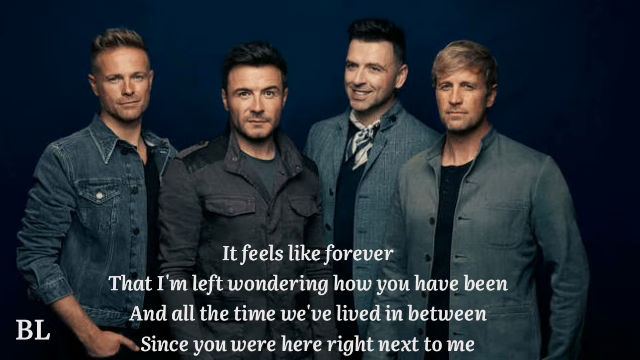 It feels like forever
That I'm left wondering how you have been
And all the time we've lived in between
BL
Since you were here right next to me